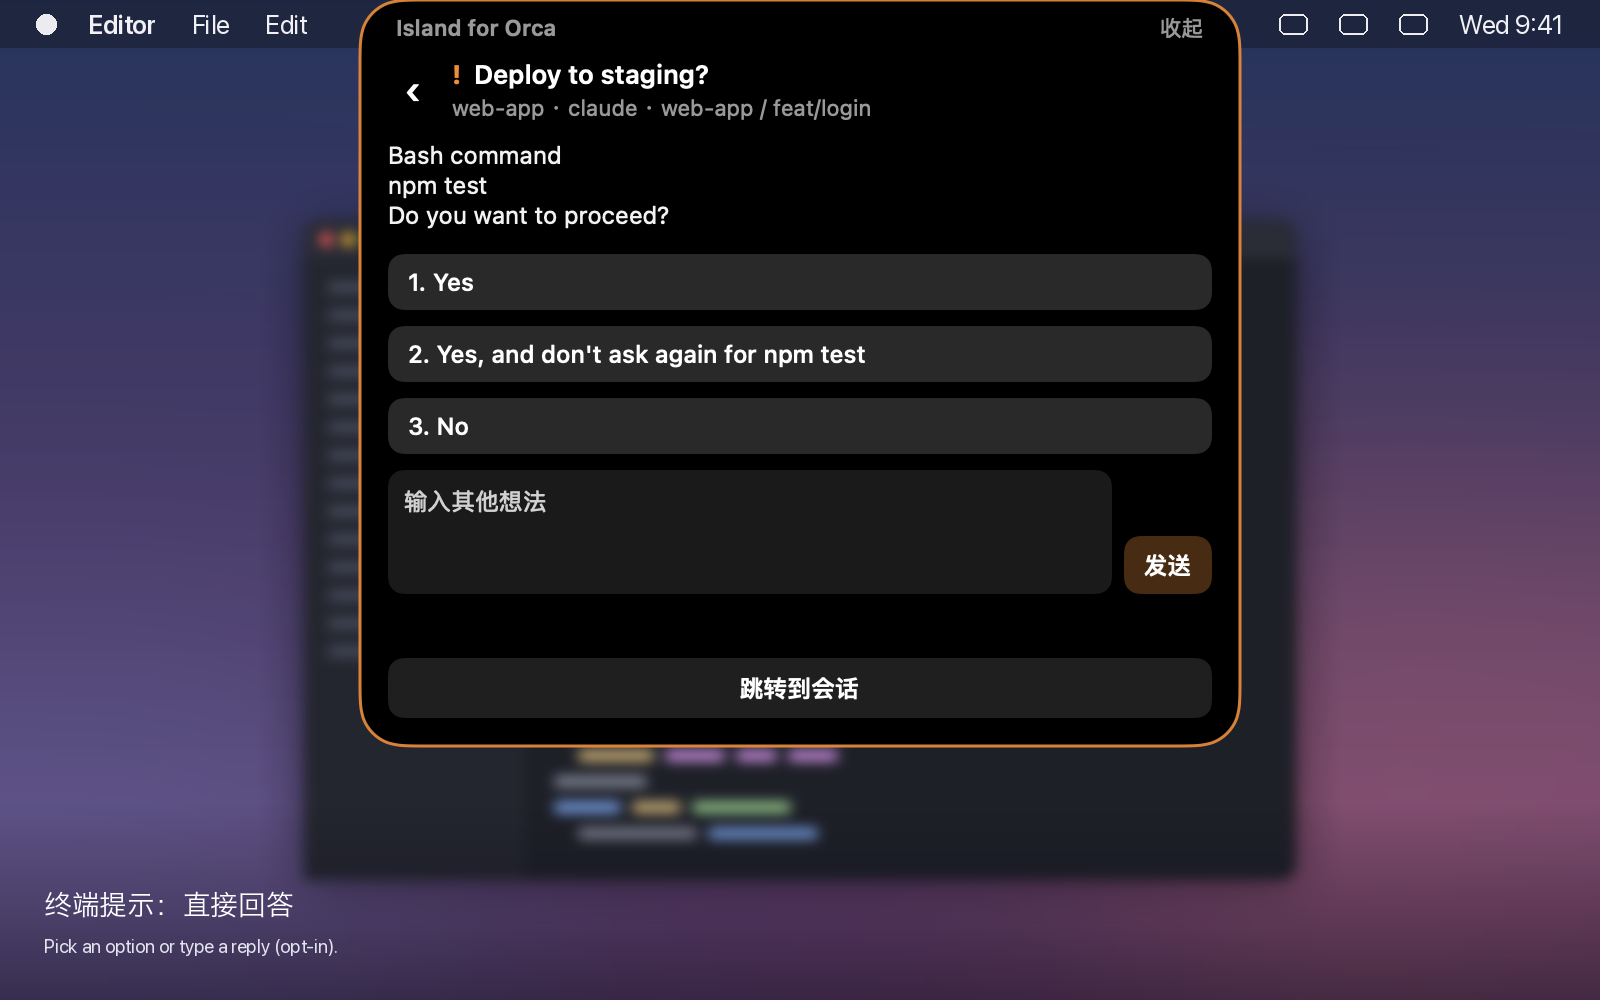 Editor File Edit
Wed 9:41
Island for Orca
收起
‹
! Deploy to staging?
web-app · claude · web-app / feat/login
Bash command
npm test
Do you want to proceed?
1. Yes
2. Yes, and don't ask again for npm test
3. No
输入其他想法
发送
跳转到会话
终端提示：直接回答
Pick an option or type a reply (opt-in).